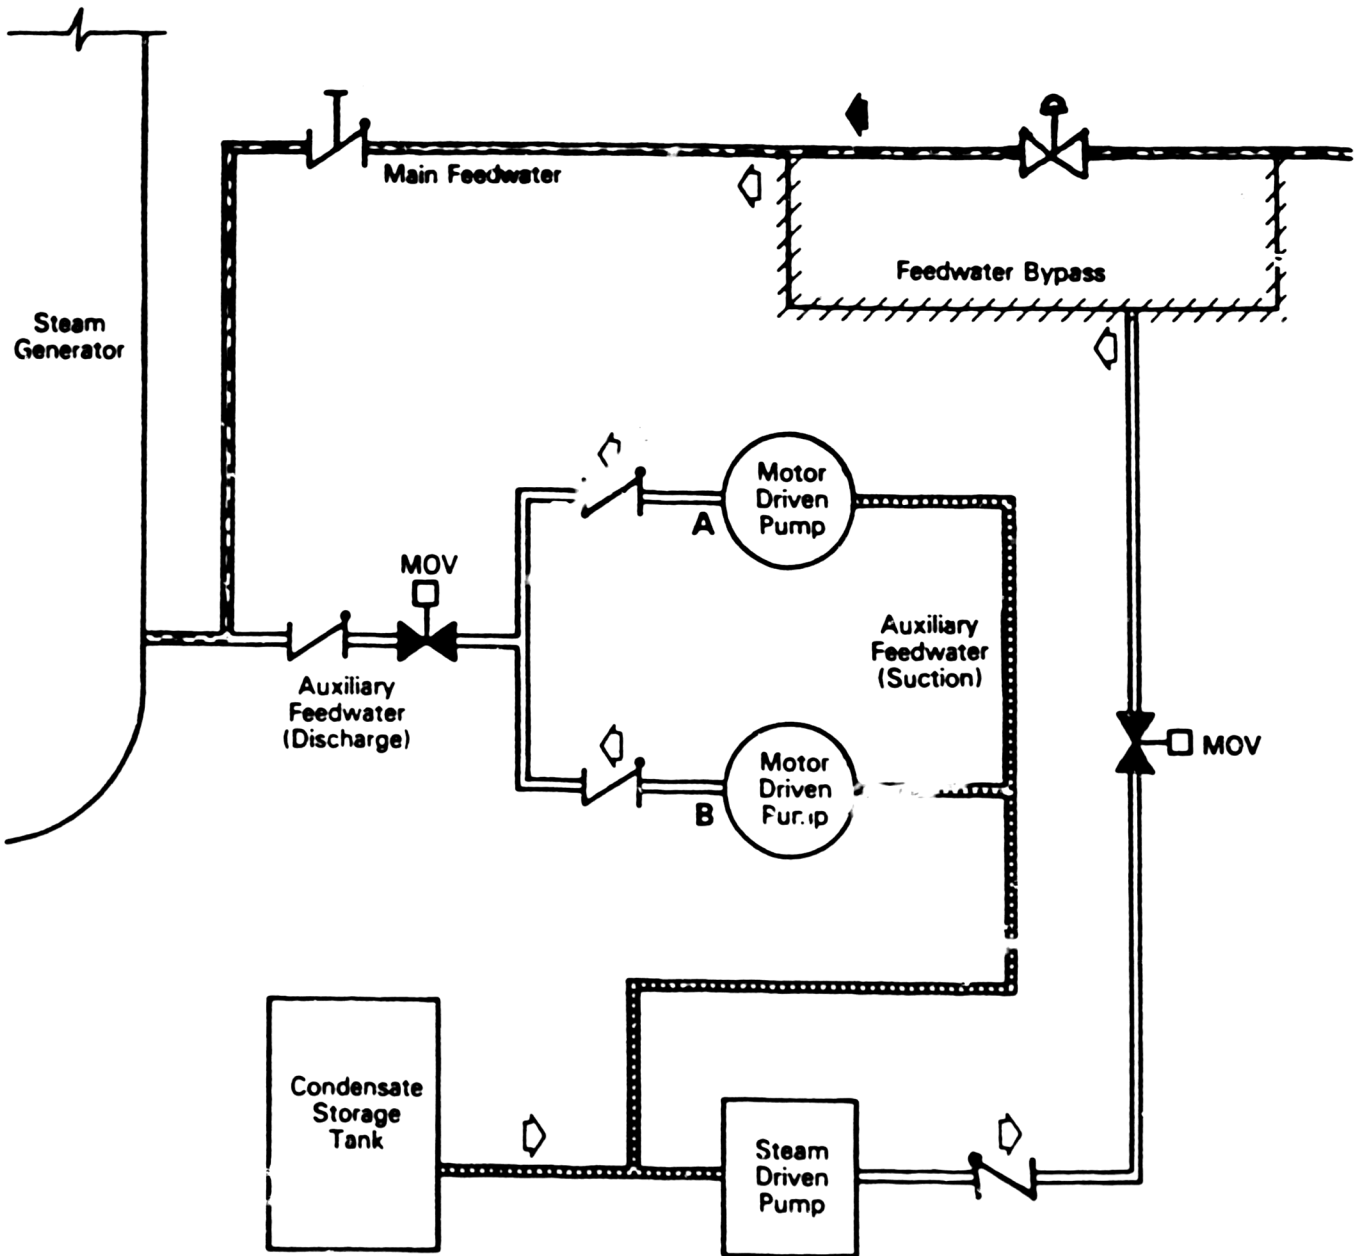 Main Feedwater
Feedwater Bypass
Steam
Generator
Motor
Driven
Pump
A
MOV
Auxiliary
Feedwater
(Suction)
Auxiliary
Feedwater
(Discharge)
MOV
Motor
Driven
B
Condensate
Storage
Tank
Steam
Driven
Pump